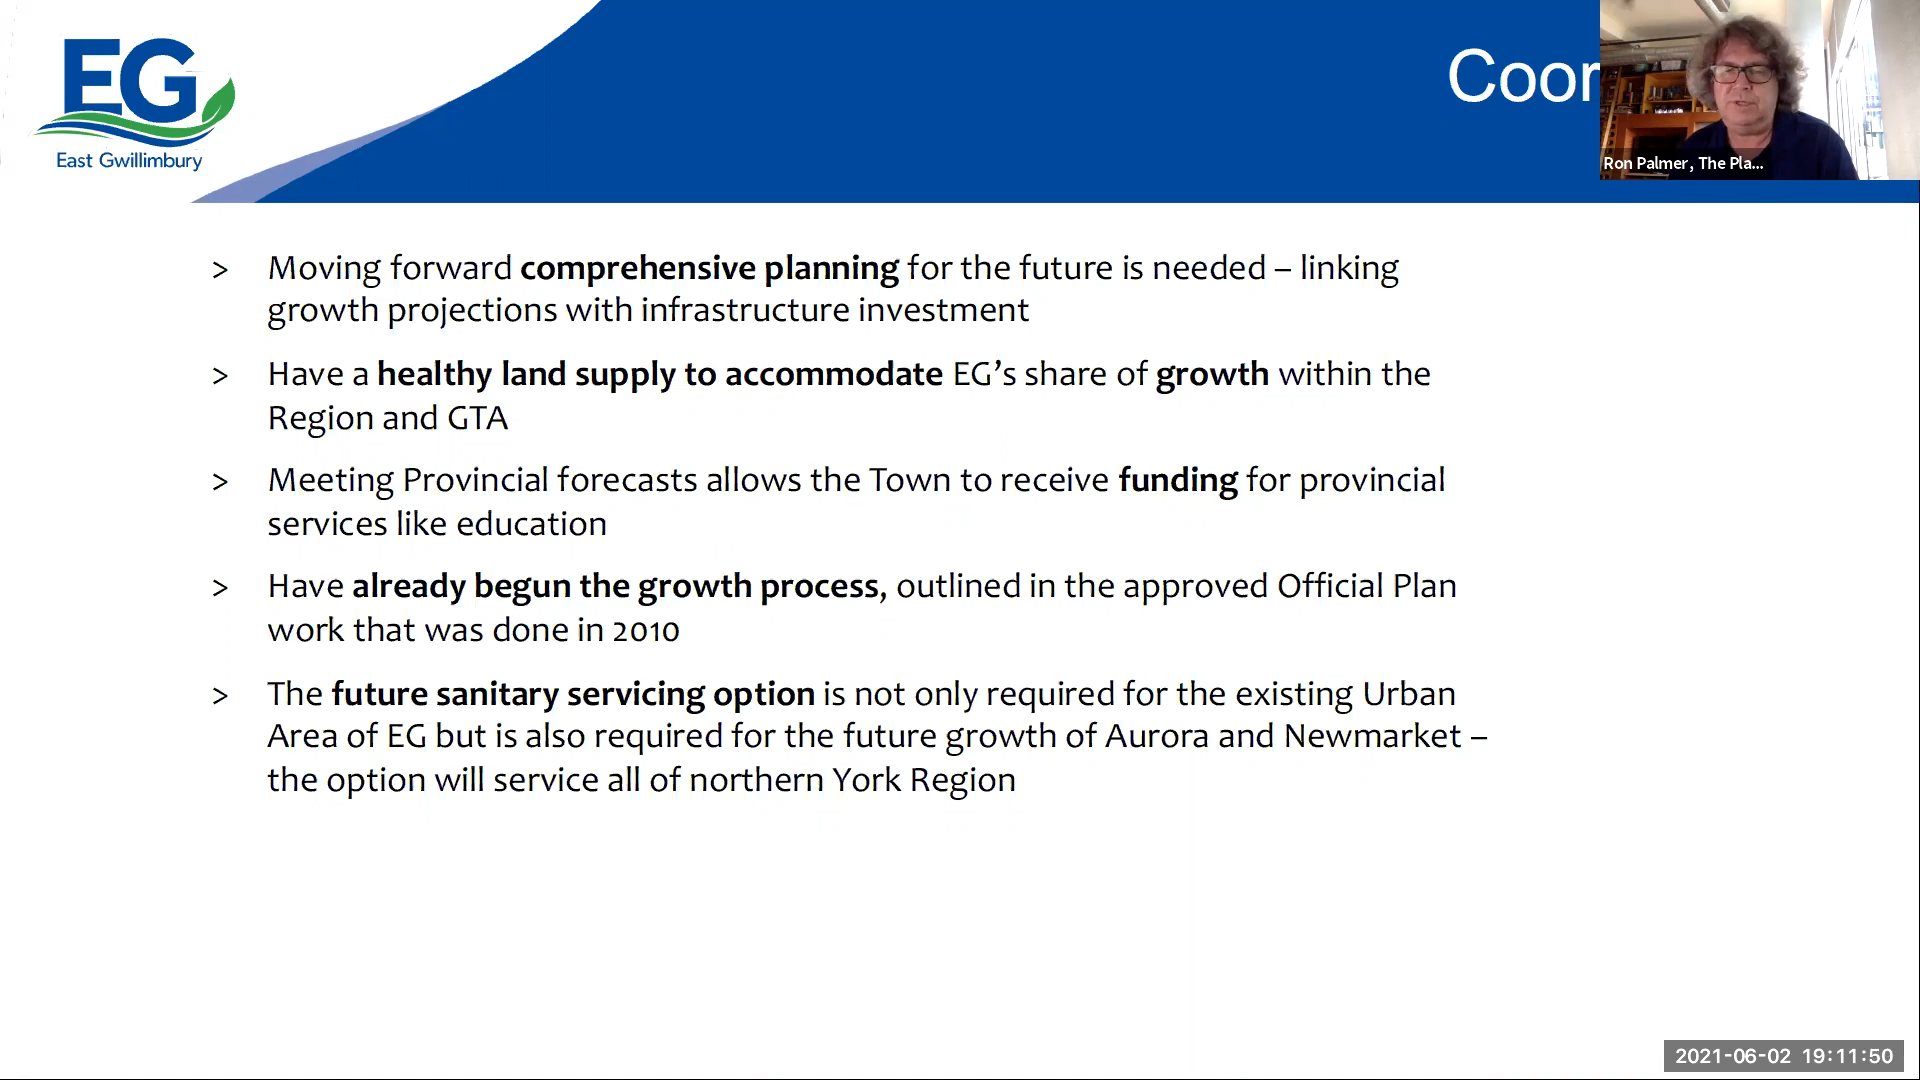 EG
East Gwillimbury
Coor
Ron Palmer, The Pla...
> Moving forward comprehensive planning for the future is needed – linking
growth projections with infrastructure investment
> Have a healthy land supply to accommodate EG’s share of growth within the
Region and GTA
> Meeting Provincial forecasts allows the Town to receive funding for provincial
services like education
> Have already begun the growth process, outlined in the approved Official Plan
work that was done in 2010
> The future sanitary servicing option is not only required for the existing Urban
Area of EG but is also required for the future growth of Aurora and Newmarket –
the option will service all of northern York Region
2021-06-02 19:11:50